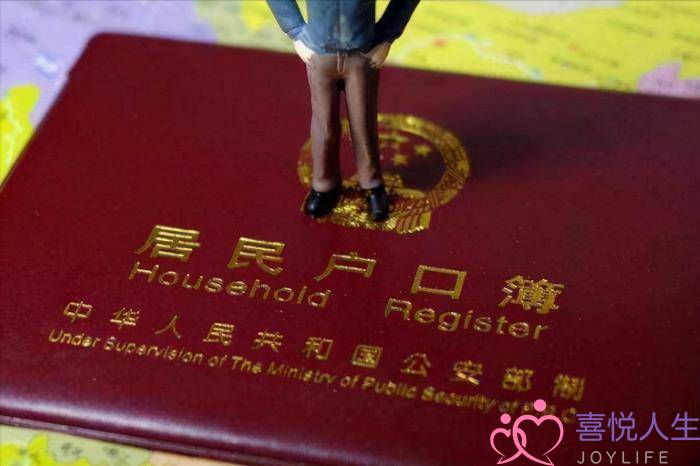 居民户口簿
Household Register
中华人民共和国公安部制
Under Supervision of The Ministry of Public Security of
喜悦人生
JOYLIFE